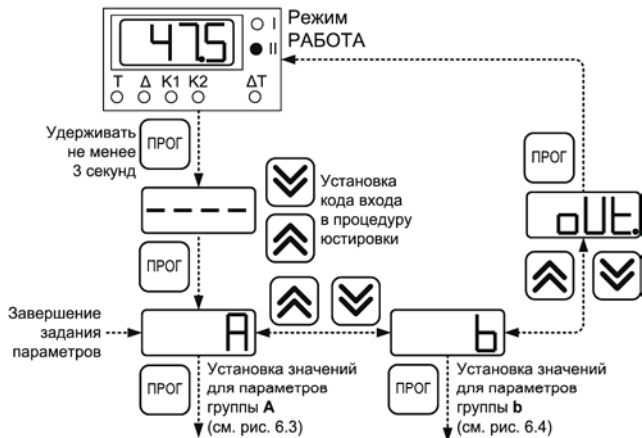 47.5
I
II
T Δ K1 K2 ΔT
Режим
РАБОТА
Удерживать
не менее
3 секунд
ПРОГ
----
Установка
кода входа
в процедуру
юстировки
ПРОГ
ПРОГ
oUt.
Завершение
задания
параметров
A
b
ПРОГ
Установка значений
для параметров
группы A
(см. рис. 6.3)
ПРОГ
Установка значений
для параметров
группы b
(см. рис. 6.4)